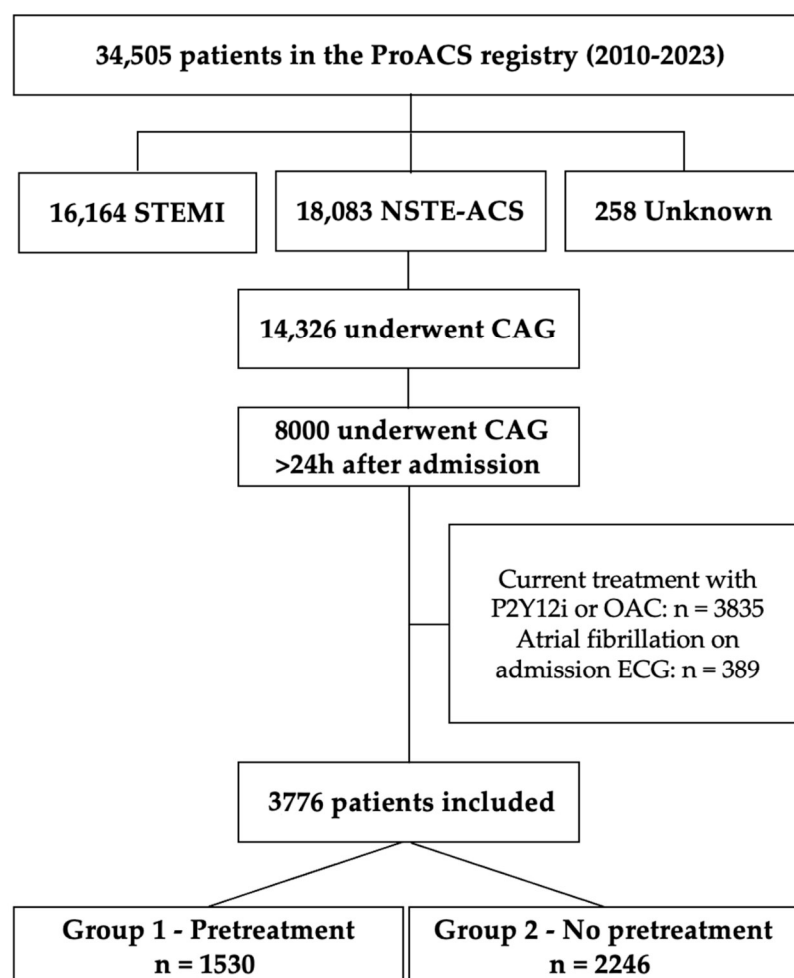 34,505 patients in the ProACS registry (2010-2023)
16,164 STEMI
18,083 NSTE-ACS
258 Unknown
14,326 underwent CAG
8000 underwent CAG
>24h after admission
Current treatment with
P2Y12i or OAC: n = 3835
Atrial fibrillation on
admission ECG: n = 389
3776 patients included
Group 1 - Pretreatment
n = 1530
Group 2 - No pretreatment
n = 2246